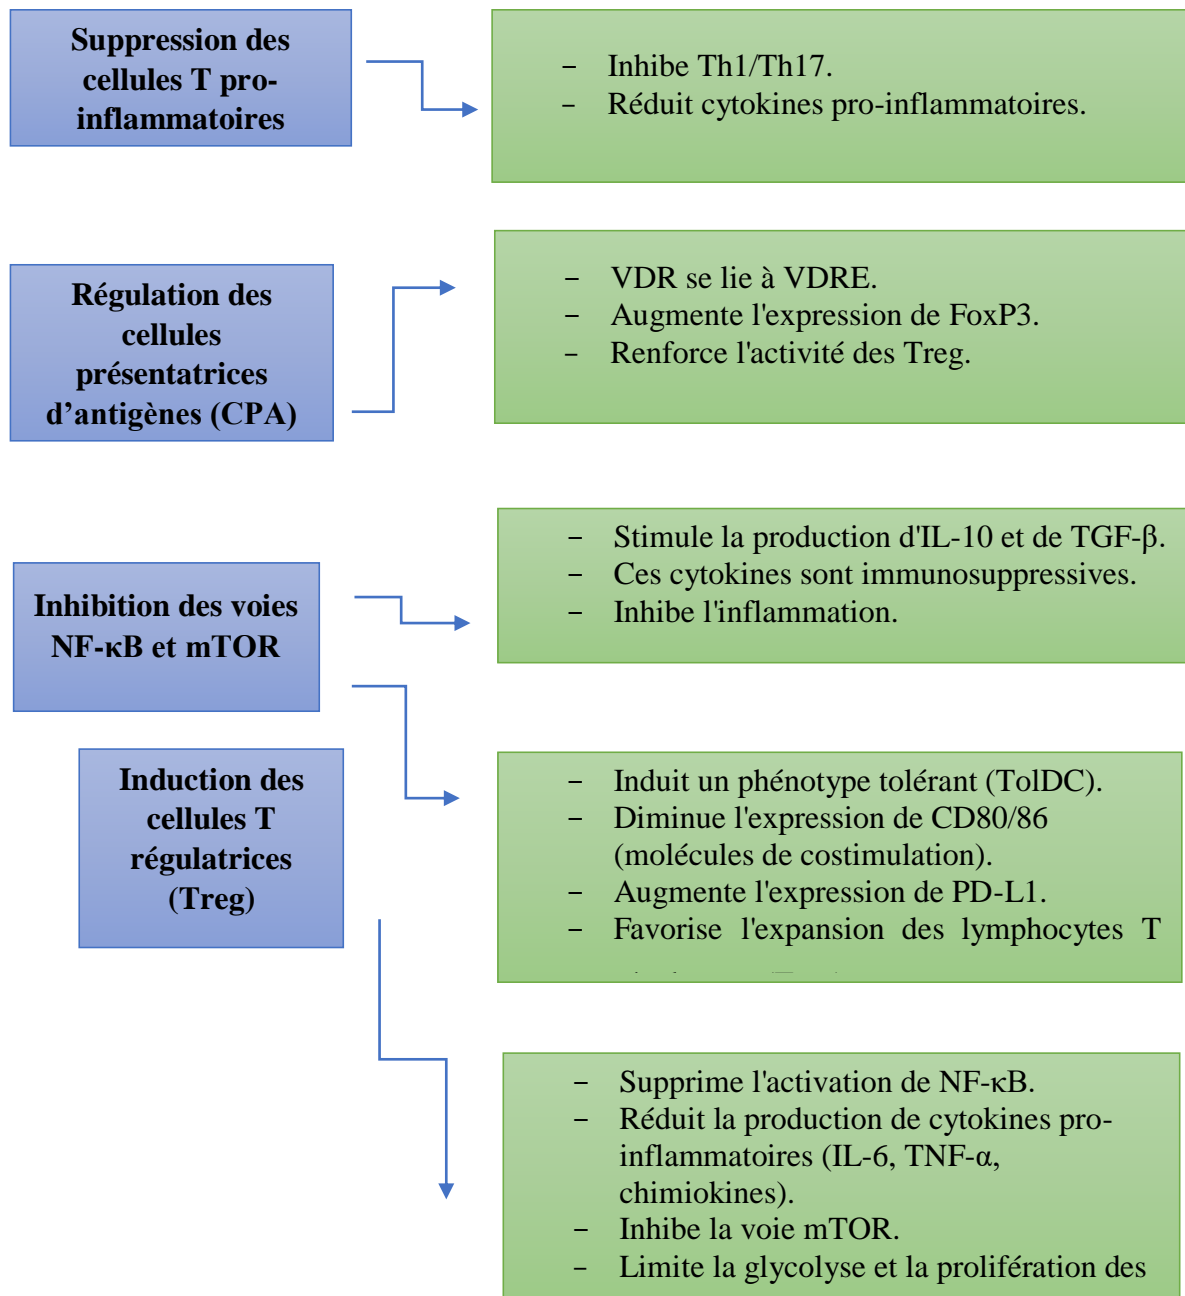 Suppression des
cellules T pro-
inflammatoires
- Inhibe Th1/Th17.
- Réduit cytokines pro-inflammatoires.
Régulation des
cellules
présentatrices
d’antigènes (CPA)
- VDR se lie à VDRE.
- Augmente l'expression de FoxP3.
- Renforce l'activité des Treg.
Inhibition des voies
NF-κB et mTOR
- Stimule la production d'IL-10 et de TGF-β.
- Ces cytokines sont immunosuppressives.
- Inhibe l'inflammation.
Induction des
cellules T
régulatrices
(Treg)
- Induit un phénotype tolérant (TolDC).
- Diminue l'expression de CD80/86
(molécules de costimulation).
- Augmente l'expression de PD-L1.
- Favorise l'expansion des lymphocytes T
- Supprime l'activation de NF-κB.
- Réduit la production de cytokines pro-
inflammatoires (IL-6, TNF-α,
chimiokines).
- Inhibe la voie mTOR.
- Limite la glycolyse et la prolifération des